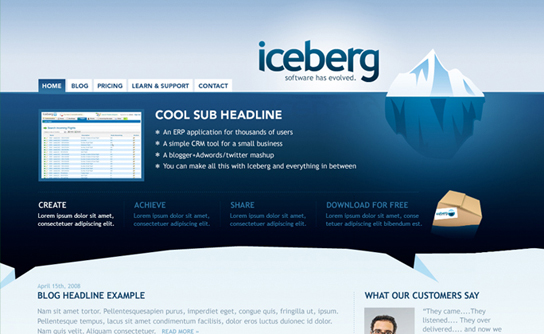 iceberg
software has evolved.
HOME BLOG PRICING LEARN & SUPPORT CONTACT
COOL SUB HEADLINE
An ERP application for thousands of users
A simple CRM tool for a small business
A blogger+Adwords/twitter mashup
You can make all this with Iceberg and everything in between
CREATE
Lorem ipsum dolor sit amet,
consectetuer adipiscing elit.
ACHIEVE
Lorem ipsum dolor sit amet,
consectetuer adipiscing elit.
SHARE
Lorem ipsum dolor sit amet,
consectetuer adipiscing elit.
DOWNLOAD FOR FREE
Lorem ipsum dolor sit amet, conse
tetuer adipiscing elit bibendum est.
iceberg
April 15th, 2008
BLOG HEADLINE EXAMPLE
Nam sit amet tortor. Pellentesqesapien purus, imperdiet eget, congue quis, fringilla ut, ipsum.
Pellentesque tempus, lacus sit amet condimentum facilisis, dolor eros luctus duionec id dolor.
Nam quis velit. Aliquam consectetuer. READ MORE »
WHAT OUR CUSTOMERS SAY
"They came....They
listened.... They over
delivered... and now we